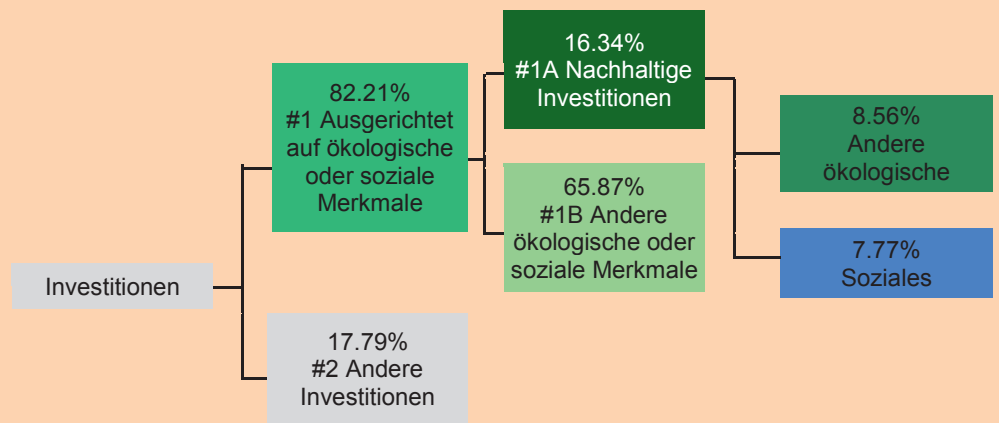 Investitionen
82.21%
#1 Ausgerichtet
auf ökologische
oder soziale
Merkmale
17.79%
#2 Andere
Investitionen
16.34%
#1A Nachhaltige
Investitionen
65.87%
#1B Andere
ökologische oder
soziale Merkmale
8.56%
Andere
ökologische
7.77%
Soziales